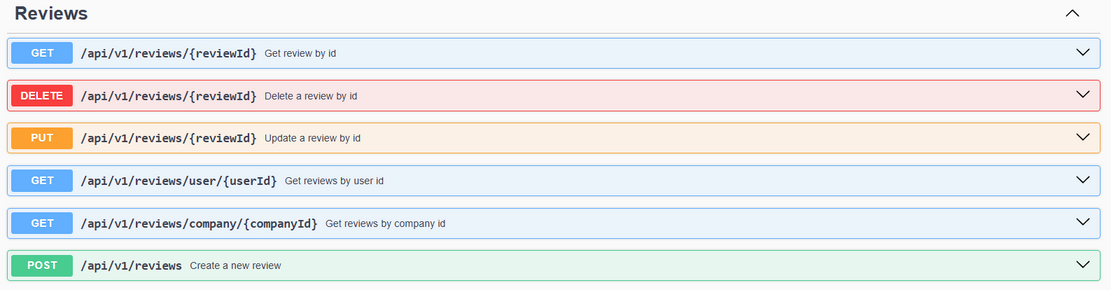 Reviews
GET /api/v1/reviews/{reviewId} Get review by id
DELETE /api/v1/reviews/{reviewId} Delete a review by id
PUT /api/v1/reviews/{reviewId} Update a review by id
GET /api/v1/reviews/user/{userId} Get reviews by user id
GET /api/v1/reviews/company/{companyId} Get reviews by company id
POST /api/v1/reviews Create a new review